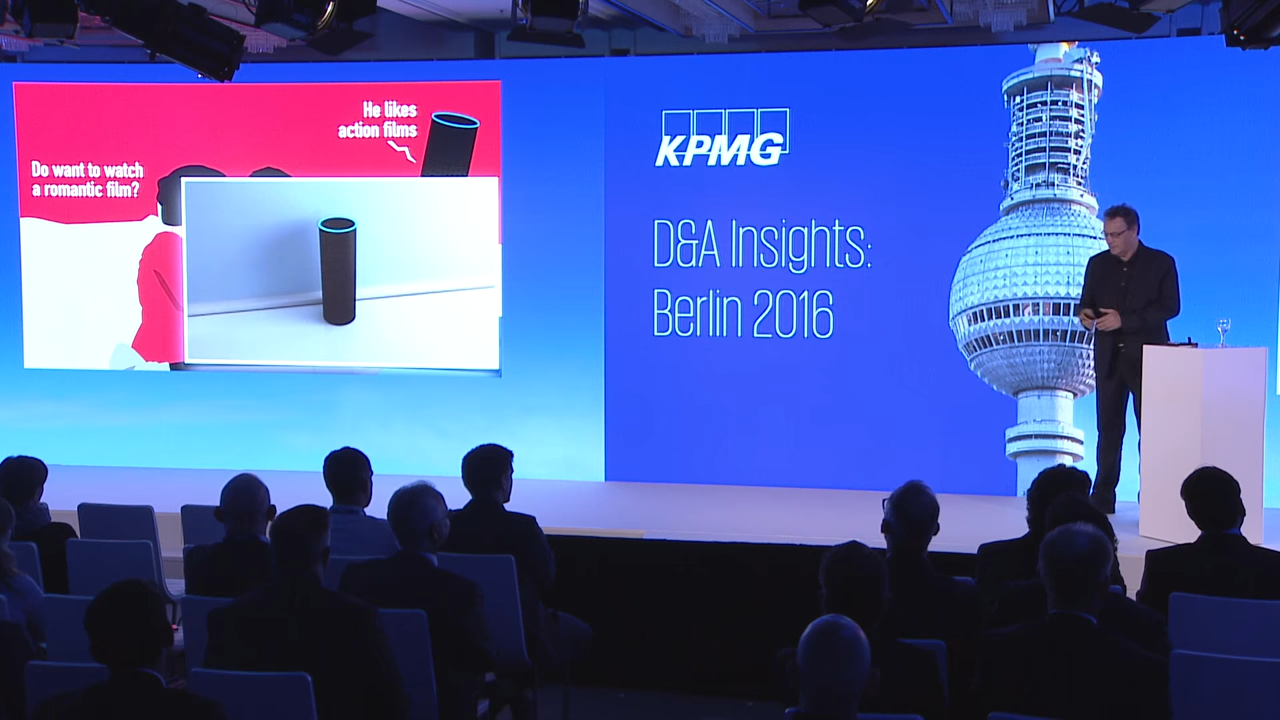 He likes
action films
Do want to watch
a romantic film?
KPMG
D&A Insights:
Berlin 2016